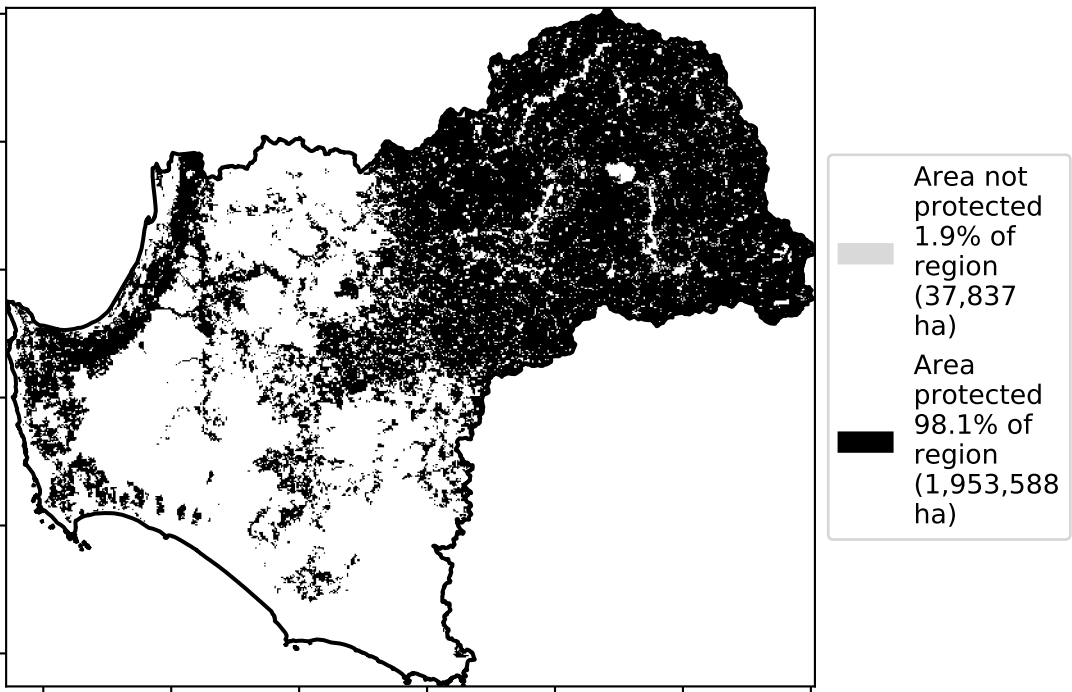 Area not
protected
1.9% of
region
(37,837
ha)
Area
protected
98.1% of
region
(1,953,588
ha)